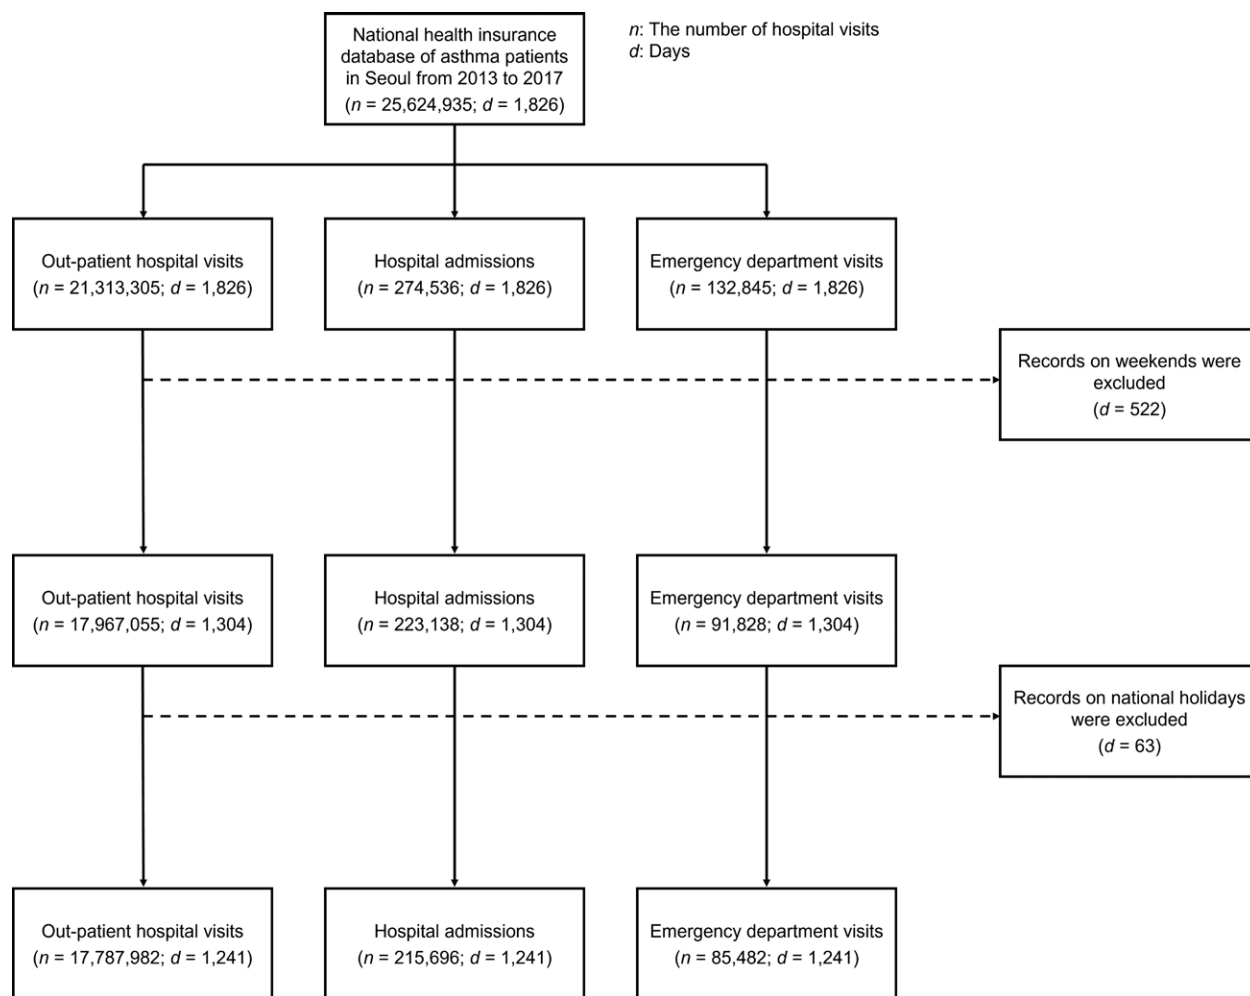 National health insurance
database of asthma patients
in Seoul from 2013 to 2017
(n = 25,624,935; d = 1,826)
n: The number of hospital visits
d: Days
Out-patient hospital visits
(n = 21,313,305; d = 1,826)
Hospital admissions
(n = 274,536; d = 1,826)
Emergency department visits
(n = 132,845; d = 1,826)
Records on weekends were
excluded
(d = 522)
Out-patient hospital visits
(n = 17,967,055; d = 1,304)
Hospital admissions
(n = 223,138; d = 1,304)
Emergency department visits
(n = 91,828; d = 1,304)
Records on national holidays
were excluded
(d = 63)
Out-patient hospital visits
(n = 17,787,982; d = 1,241)
Hospital admissions
(n = 215,696; d = 1,241)
Emergency department visits
(n = 85,482; d = 1,241)